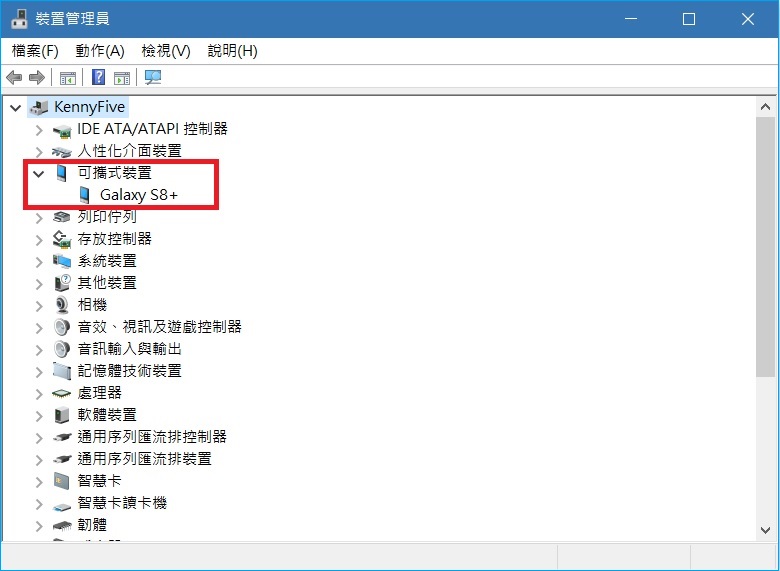 裝置管理員
檔案(F) 動作(A) 檢視(V) 說明(H)
KennyFive
IDE ATA/ATAPI 控制器
人性化介面裝置
可攜式裝置
Galaxy S8+
列印佇列
存放控制器
系統裝置
其他裝置
相機
音效、視訊及遊戲控制器
音訊輸入與輸出
記憶體技術裝置
處理器
軟體裝置
通用序列匯流排控制器
通用序列匯流排裝置
智慧卡
智慧卡讀卡機
韌體